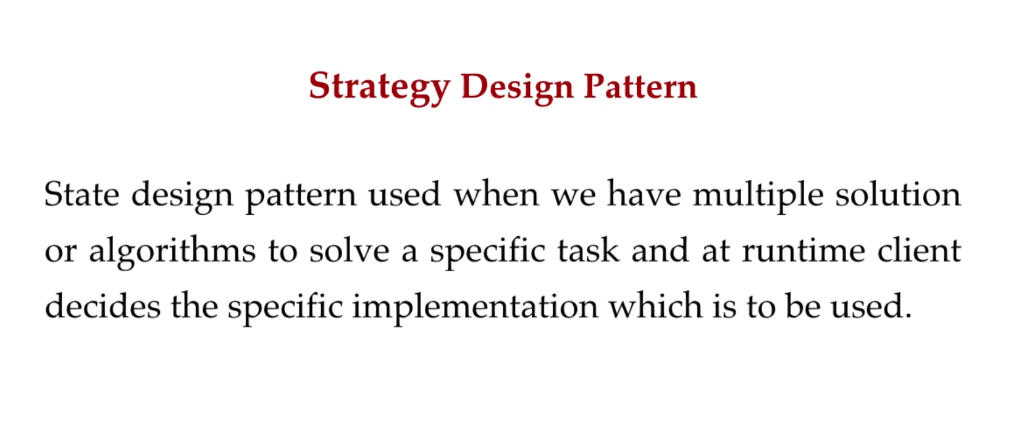 Strategy Design Pattern
State design pattern used when we have multiple solution
or algorithms to solve a specific task and at runtime client
decides the specific implementation which is to be used.